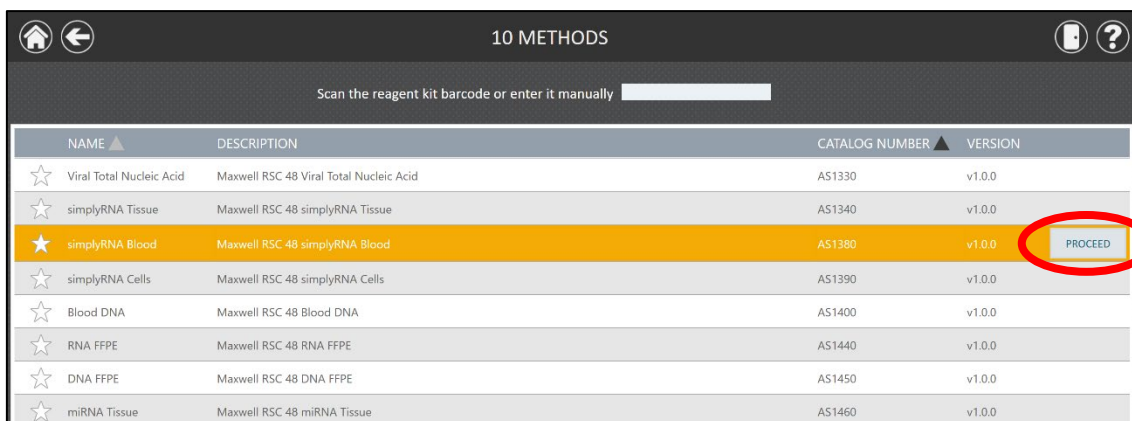 10 METHODS
?
Scan the reagent kit barcode or enter it manually
NAME DESCRIPTION CATALOG NUMBER VERSION
Viral Total Nucleic Acid Maxwell RSC 48 Viral Total Nucleic Acid AS1330 v1.0.0
simplyRNA Tissue Maxwell RSC 48 simplyRNA Tissue AS1340 v1.0.0
simplyRNA Blood Maxwell RSC 48 simplyRNA Blood AS1380 v1.0.0 PROCEED
simplyRNA Cells Maxwell RSC 48 simplyRNA Cells AS1390 v1.0.0
Blood DNA Maxwell RSC 48 Blood DNA AS1400 v1.0.0
RNA FFPE Maxwell RSC 48 RNA FFPE AS1440 v1.0.0
DNA FFPE Maxwell RSC 48 DNA FFPE AS1450 v1.0.0
miRNA Tissue Maxwell RSC 48 miRNA Tissue AS1460 v1.0.0